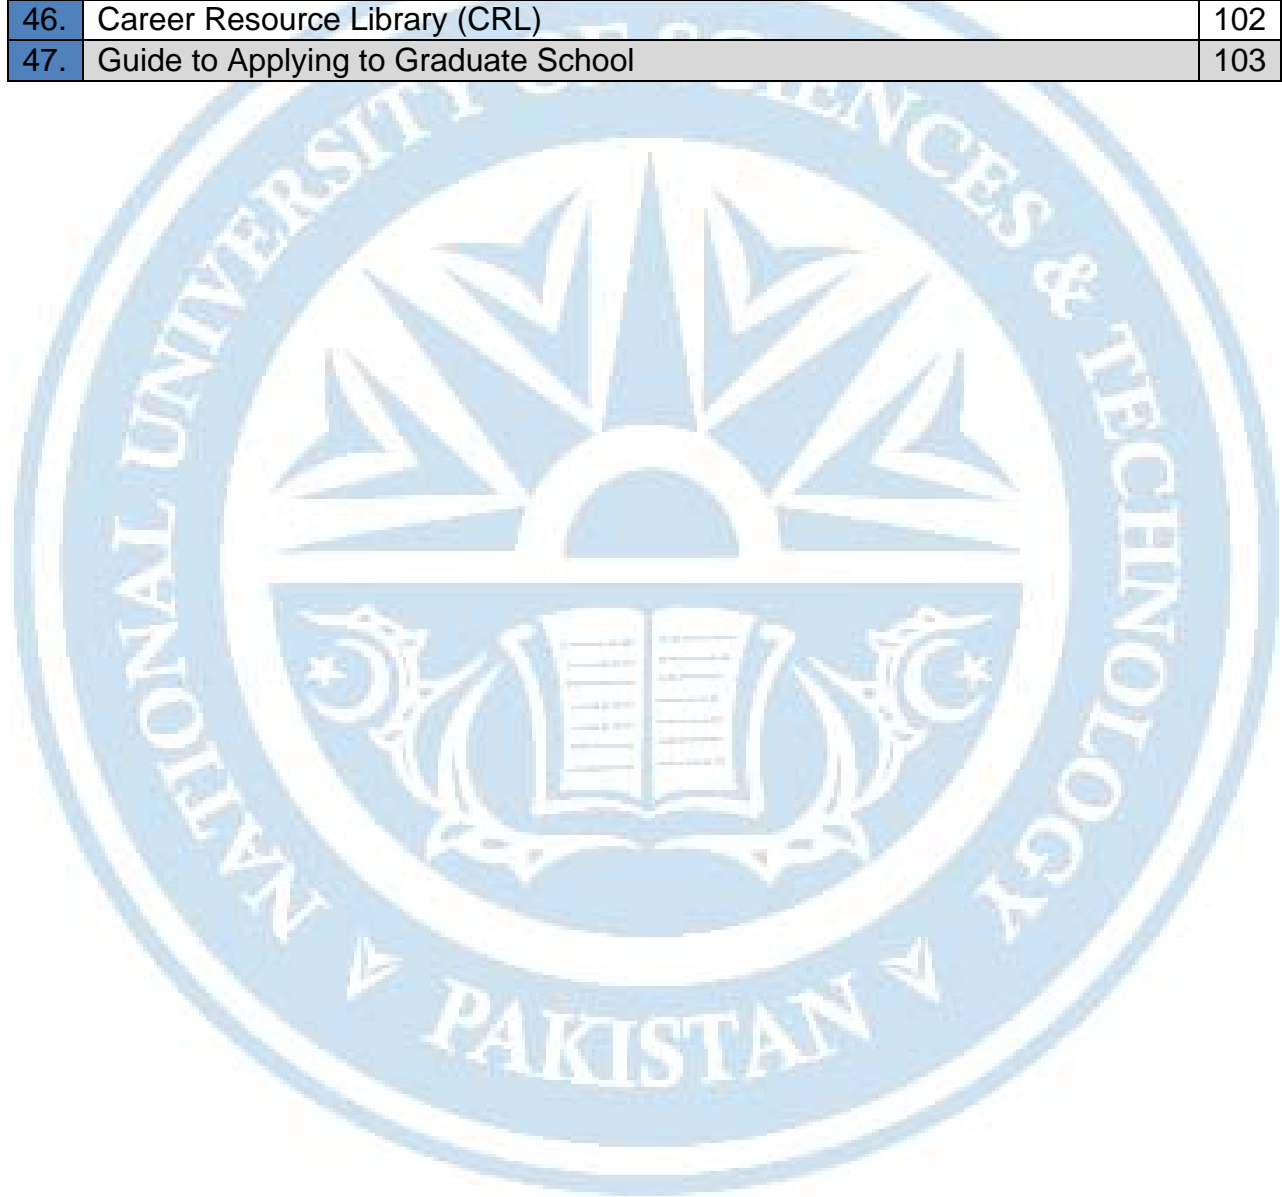 46. Career Resource Library (CRL) 102
47. Guide to Applying to Graduate School 103
NATIONAL UNIVERSITY OF SCIENCES & TECHNOLOGY
PAKISTAN